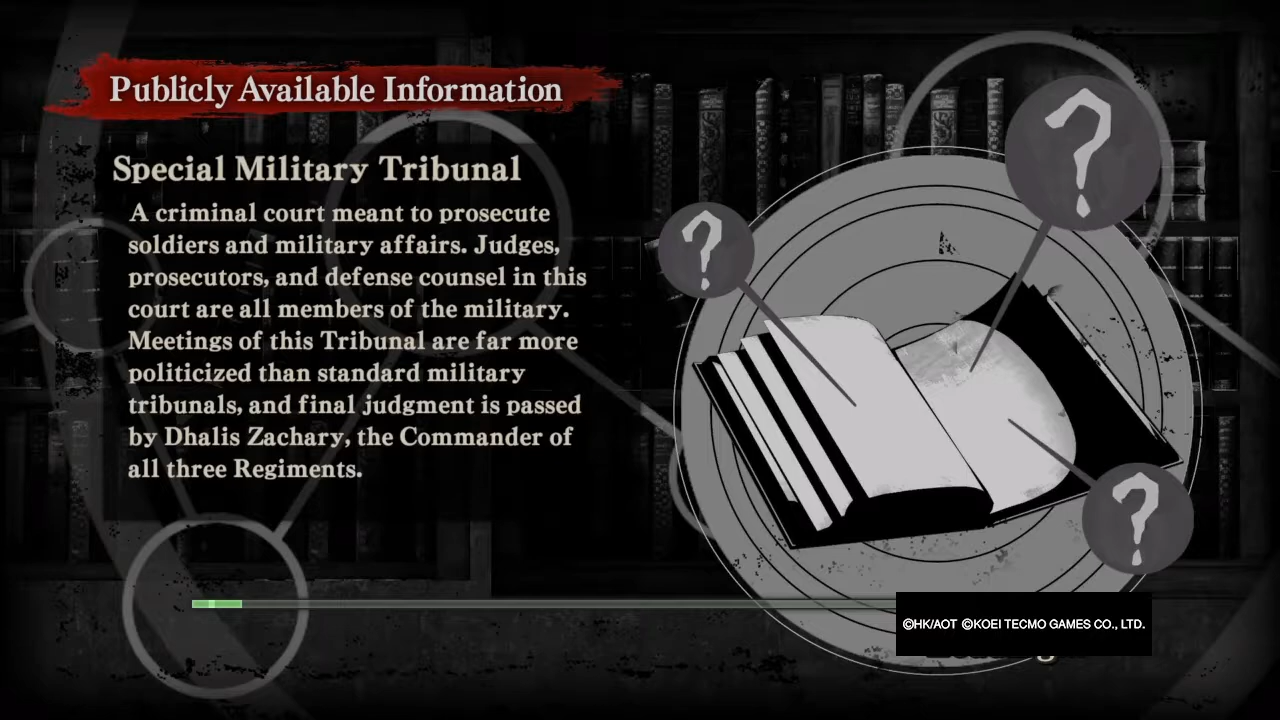 Publicly Available Information
Special Military Tribunal
A criminal court meant to prosecute
soldiers and military affairs. Judges,
prosecutors, and defense counsel in this
court are all members of the military.
Meetings of this Tribunal are far more
politicized than standard military
tribunals, and final judgment is passed
by Dhalis Zachary, the Commander of
all three Regiments.
?
?
?
©HK/AOT ©KOEI TECMO GAMES CO., LTD.